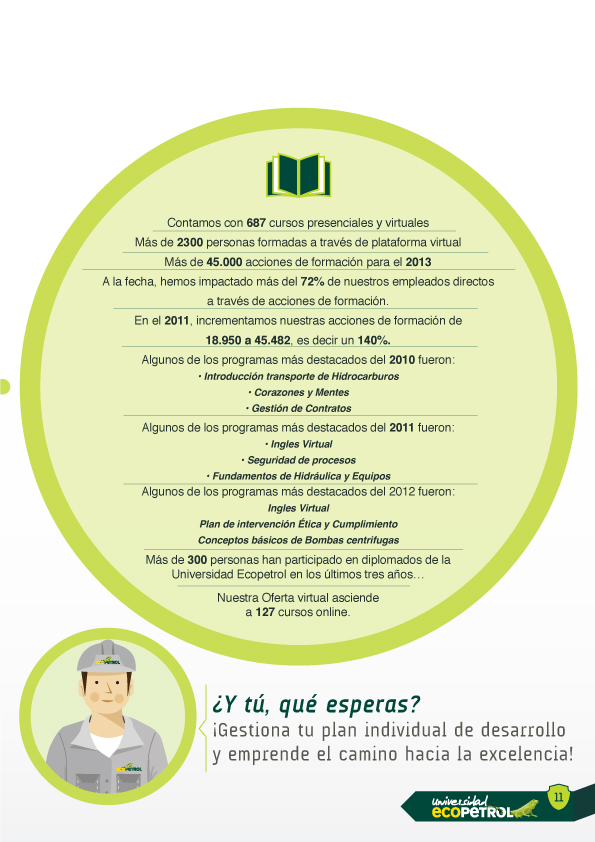 Contamos con 687 cursos presenciales y virtuales
Más de 2300 personas formadas a través de plataforma virtual
Más de 45.000 acciones de formación para el 2013
A la fecha, hemos impactado más del 72% de nuestros empleados directos
a través de acciones de formación.
En el 2011, incrementamos nuestras acciones de formación de
18.950 a 45.482, es decir un 140%.
Algunos de los programas más destacados del 2010 fueron:
• Introducción transporte de Hidrocarburos
• Corazones y Mentes
• Gestión de Contratos
Algunos de los programas más destacados del 2011 fueron:
• Ingles Virtual
• Seguridad de procesos
• Fundamentos de Hidráulica y Equipos
Algunos de los programas más destacados del 2012 fueron:
Ingles Virtual
Plan de intervención Ética y Cumplimiento
Conceptos básicos de Bombas centrifugas
Más de 300 personas han participado en diplomados de la
Universidad Ecopetrol en los últimos tres años…
Nuestra Oferta virtual asciende
a 127 cursos online.
ECOPETROL
ECOPETROL
¿Y tú, qué esperas?
¡Gestiona tu plan individual de desarrollo
y emprende el camino hacia la excelencia!
Universidad
ECOPETROL
11